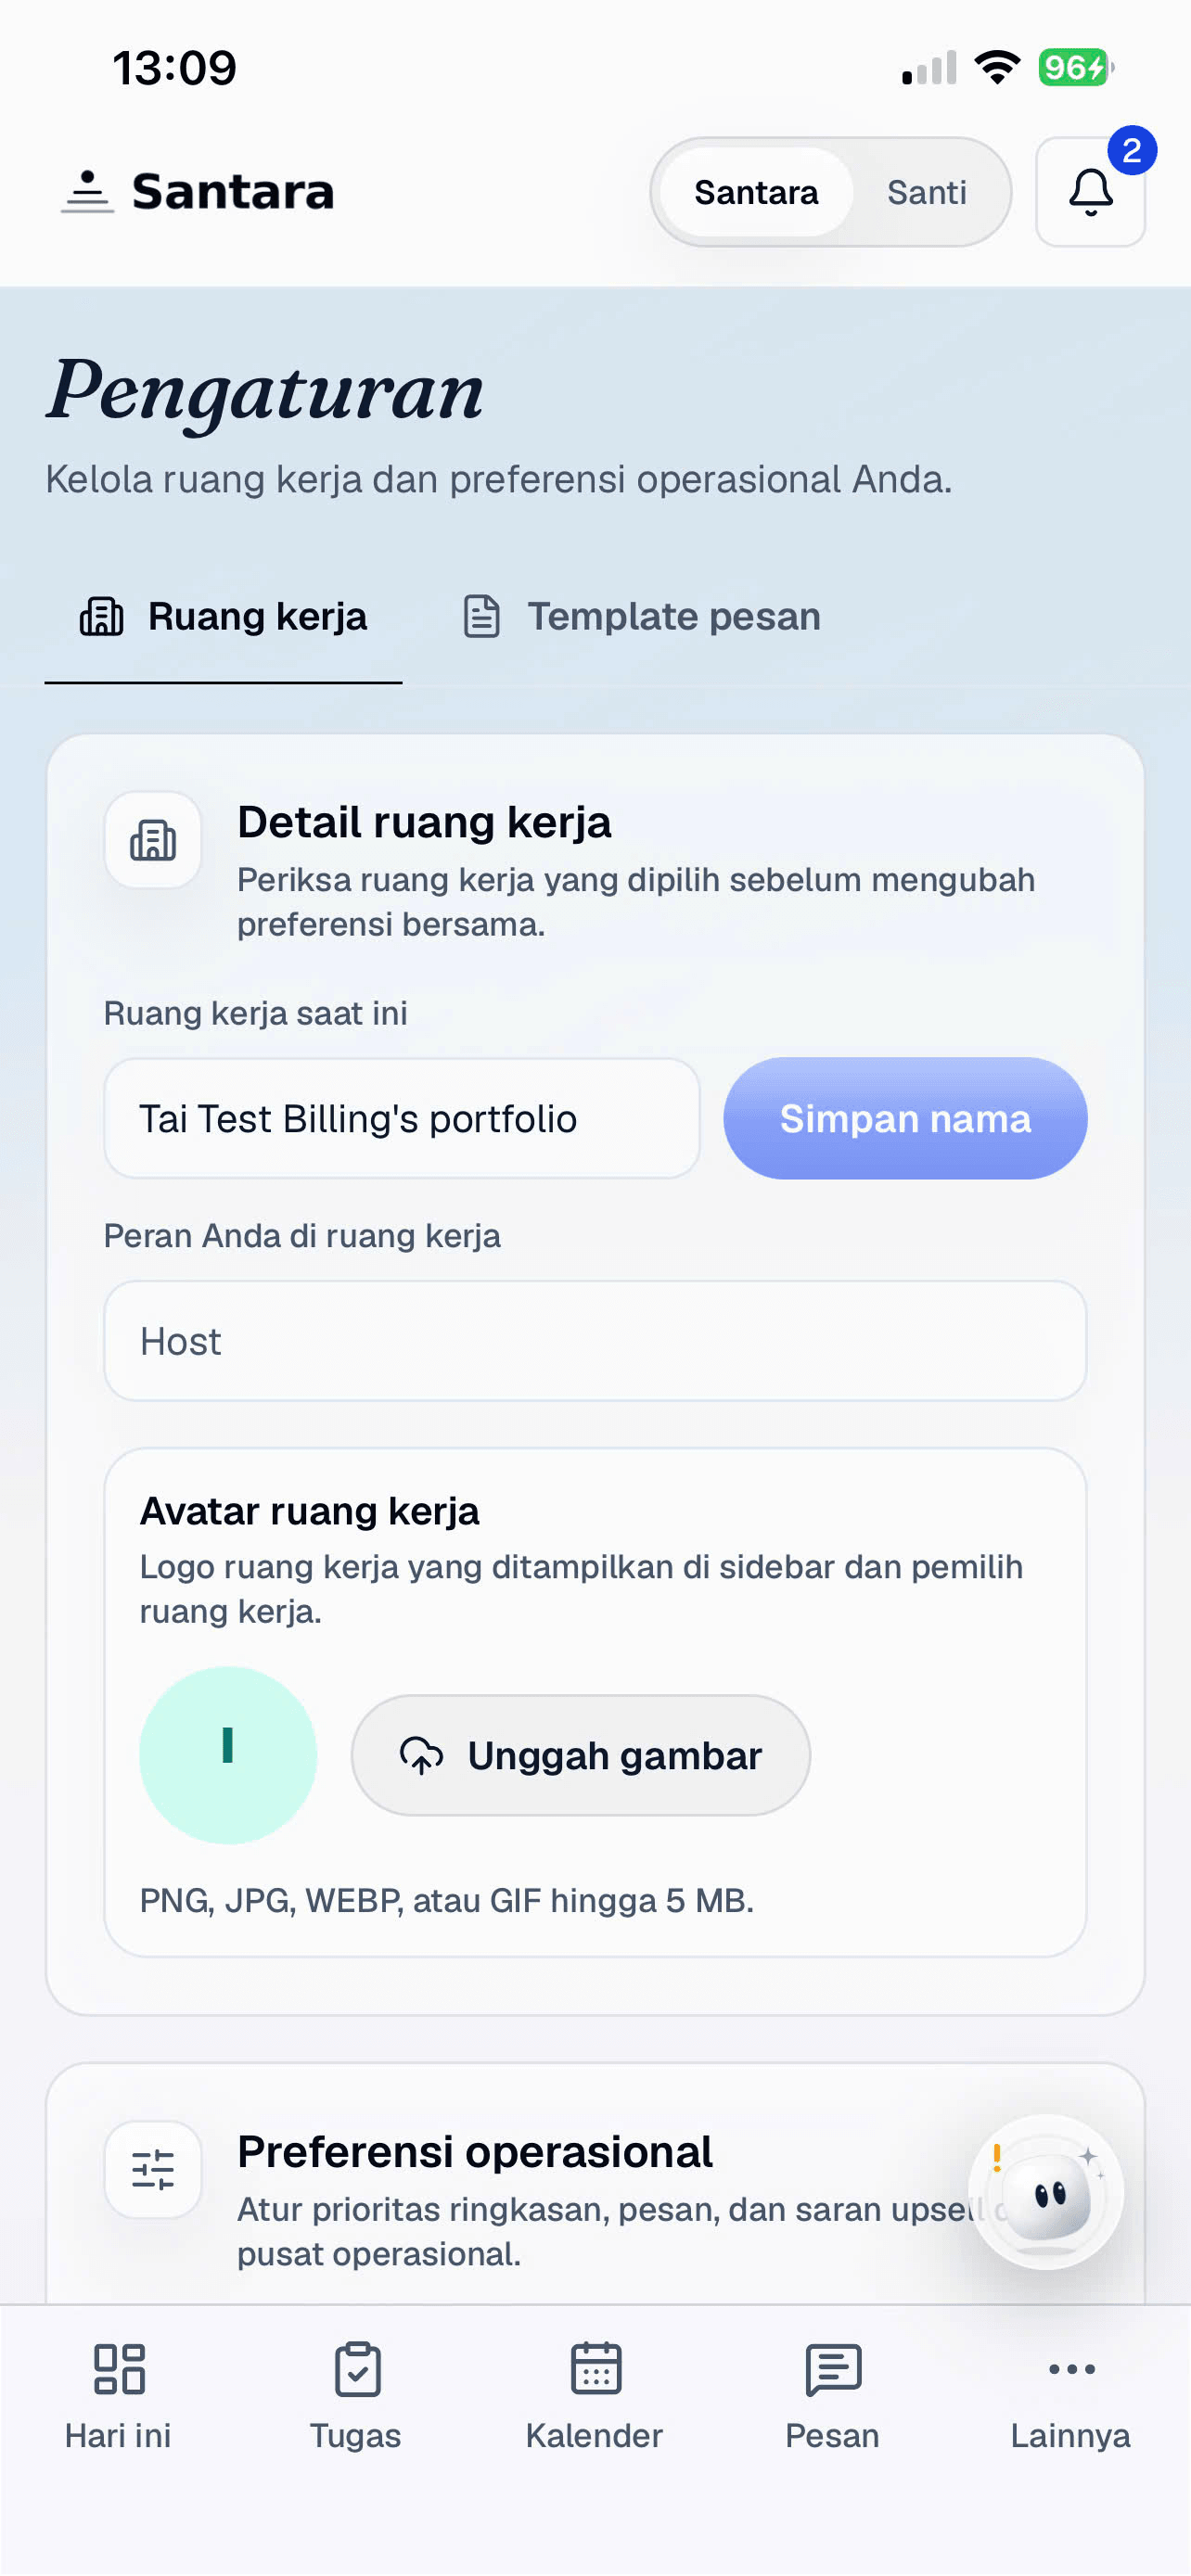 13:09
96
Santara
Santara
Santi
2
Pengaturan
Kelola ruang kerja dan preferensi operasional Anda.
Ruang kerja
Template pesan
Detail ruang kerja
Periksa ruang kerja yang dipilih sebelum mengubah
preferensi bersama.
Ruang kerja saat ini
Tai Test Billing's portfolio
Simpan nama
Peran Anda di ruang kerja
Host
Avatar ruang kerja
Logo ruang kerja yang ditampilkan di sidebar dan pemilih
ruang kerja.
I
Unggah gambar
PNG, JPG, WEBP, atau GIF hingga 5 MB.
Preferensi operasional
Atur prioritas ringkasan, pesan, dan saran upsell
pusat operasional.
!
Hari ini
Tugas
Kalender
Pesan
Lainnya